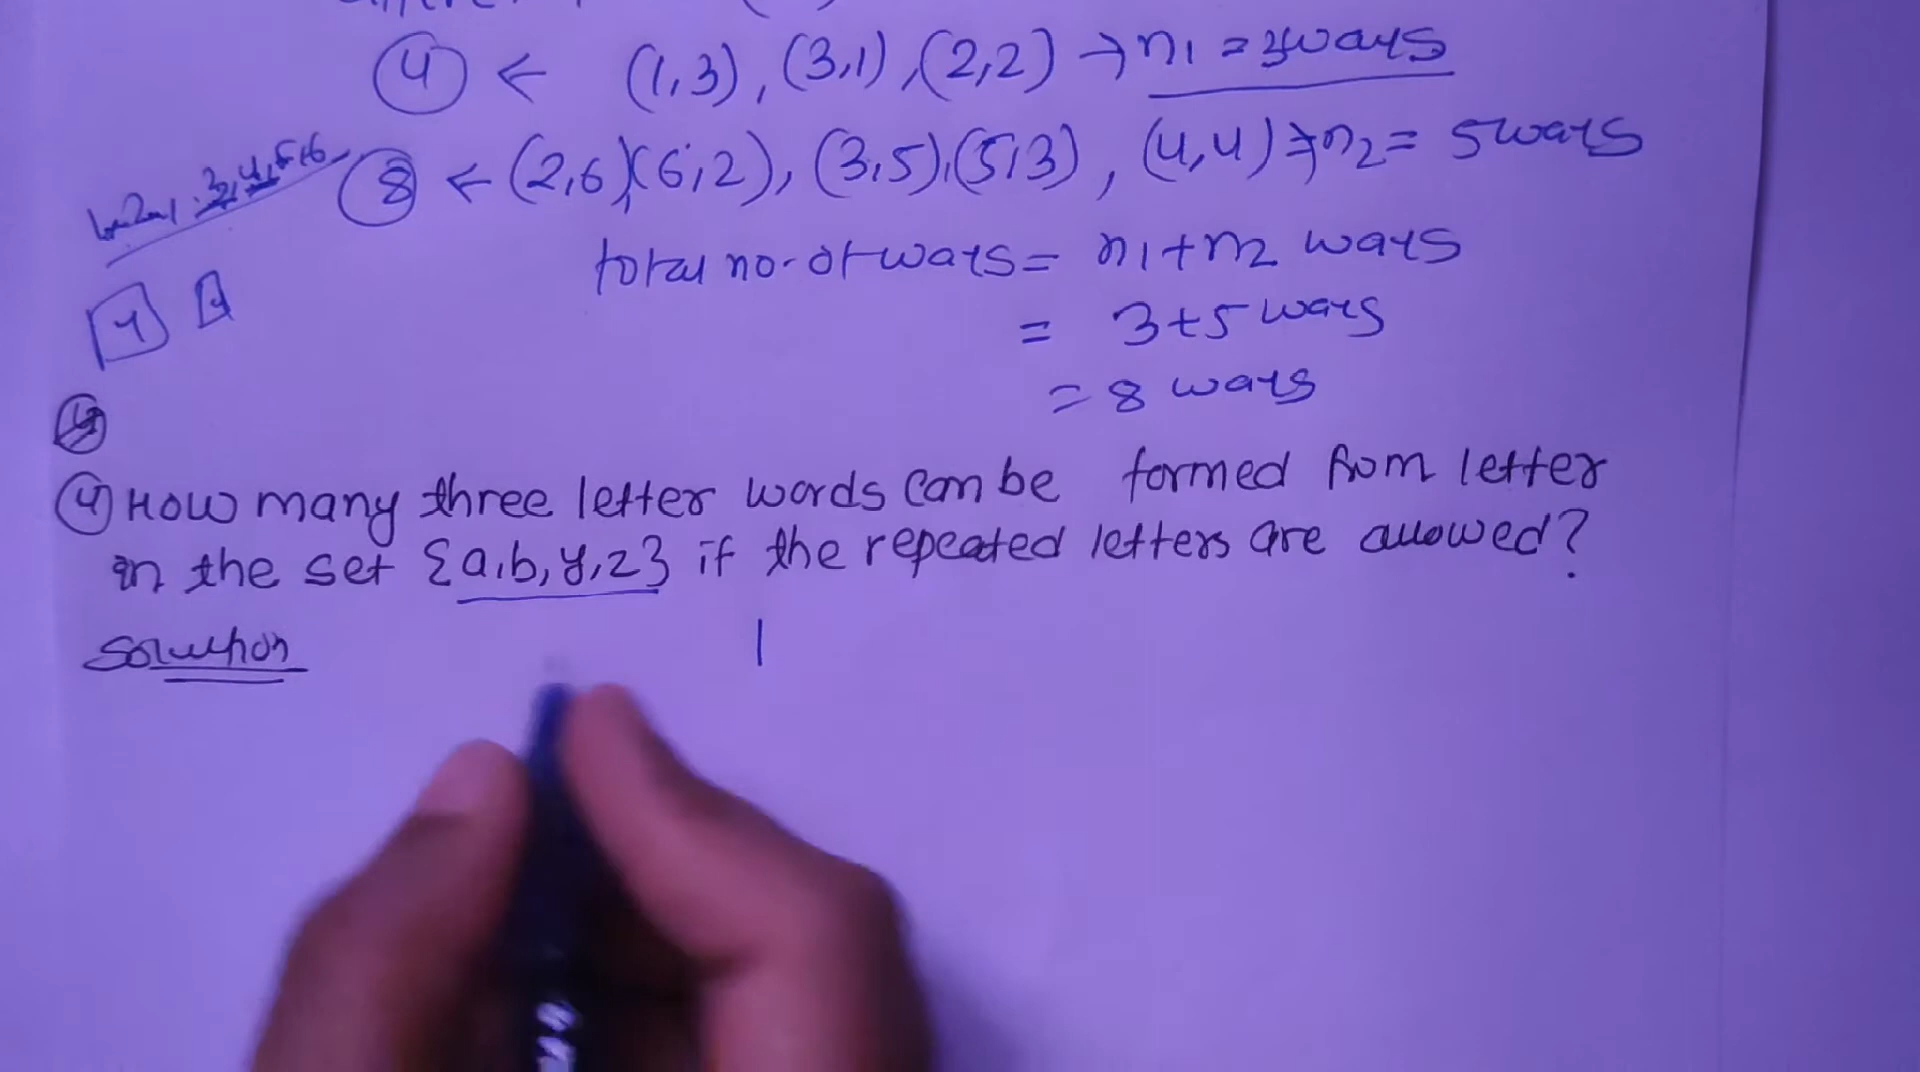 ④ ← (1,3), (3,1), (2,2) → n1 = 3 ways
⑧ ← (2,6), (6,2), (3,5), (5,3), (4,4) → n2 = 5 ways
total no. of ways = n1 + n2 ways
= 3+5 ways
= 8 ways
④ How many three letter words can be formed from letter
in the set {a,b,y,z} if the repeated letters are allowed?
Solution